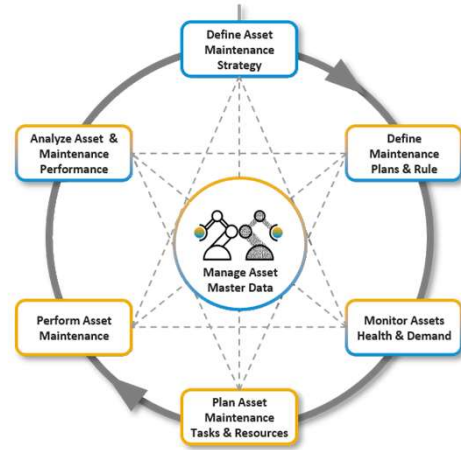 Define Asset
Maintenance
Strategy
Define
Maintenance
Plans & Rule
Monitor Assets
Health & Demand
Plan Asset
Maintenance
Tasks & Resources
Perform Asset
Maintenance
Analyze Asset &
Maintenance
Performance
Manage Asset
Master Data